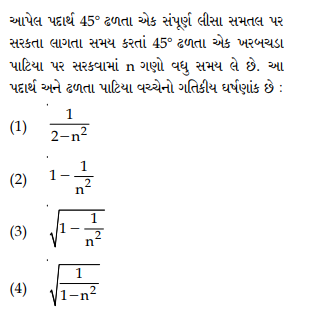 આપેલ પદાર્થ 45° ઢળતા એક સંપૂર્ણ લીસા સમતલ પર
સરકતા લાગતા સમય કરતાં 45° ઢળતા એક ખરબચડા
પાટિયા પર સરકવામાં n ગણો વધુ સમય લે છે. આ
પદાર્થ અને ઢળતા પાટિયા વચ્ચેનો ગતિકીય ઘર્ષણાંક છે :
(1) $\frac{1}{2-n^2}$
(2) $1-\frac{1}{n^2}$
(3) $\sqrt{1-\frac{1}{n^2}}$
(4) $\sqrt{\frac{1}{1-n^2}}$